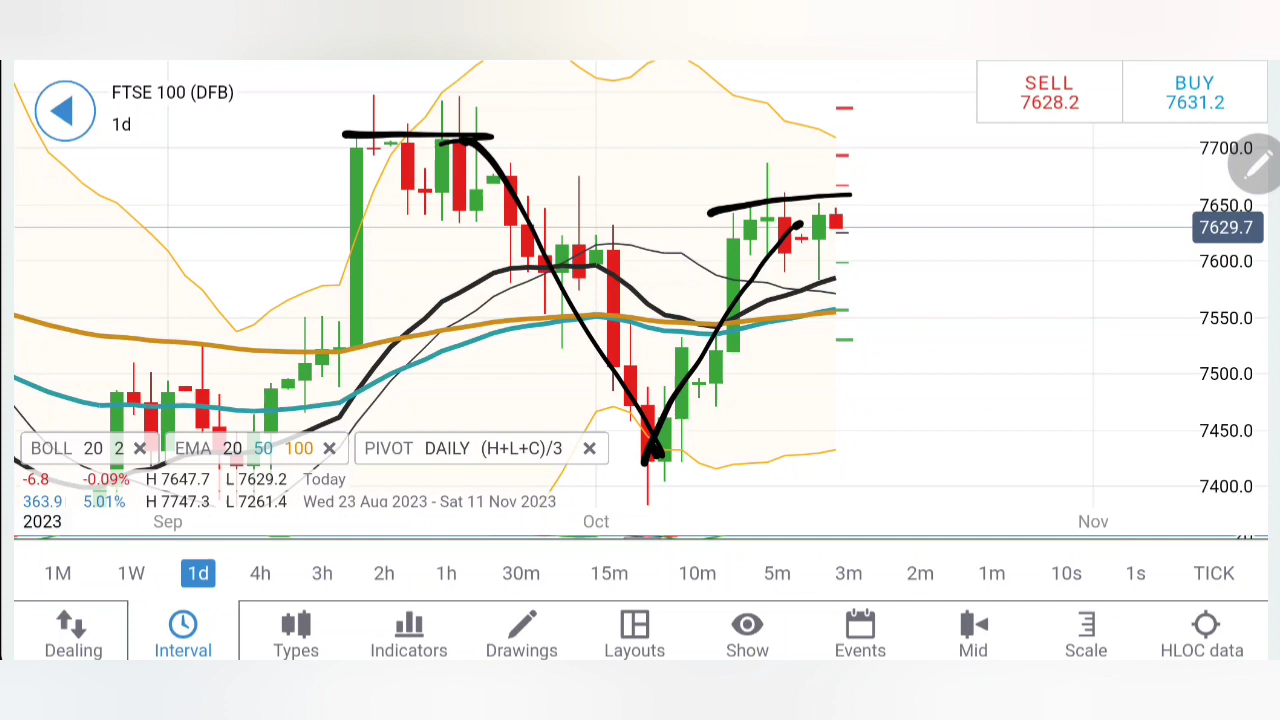 FTSE 100 (DFB)
1d
SELL
7628.2
BUY
7631.2
7700.0
7650.0
7629.7
7600.0
7550.0
7500.0
7450.0
7400.0
BOLL 20 2 × EMA 20 50 100 × PIVOT DAILY (H+L+C)/3 ×
-6.8 -0.09% H 7647.7 L 7629.2 Today
363.9 5.01% H 7747.3 L 7261.4 Wed 23 Aug 2023 - Sat 11 Nov 2023
2023 Sep Oct Nov
1M 1W 1d 4h 3h 2h 1h 30m 15m 10m 5m 3m 2m 1m 10s 1s TICK
Dealing Interval Types Indicators Drawings Layouts Show Events Mid Scale HLOC data